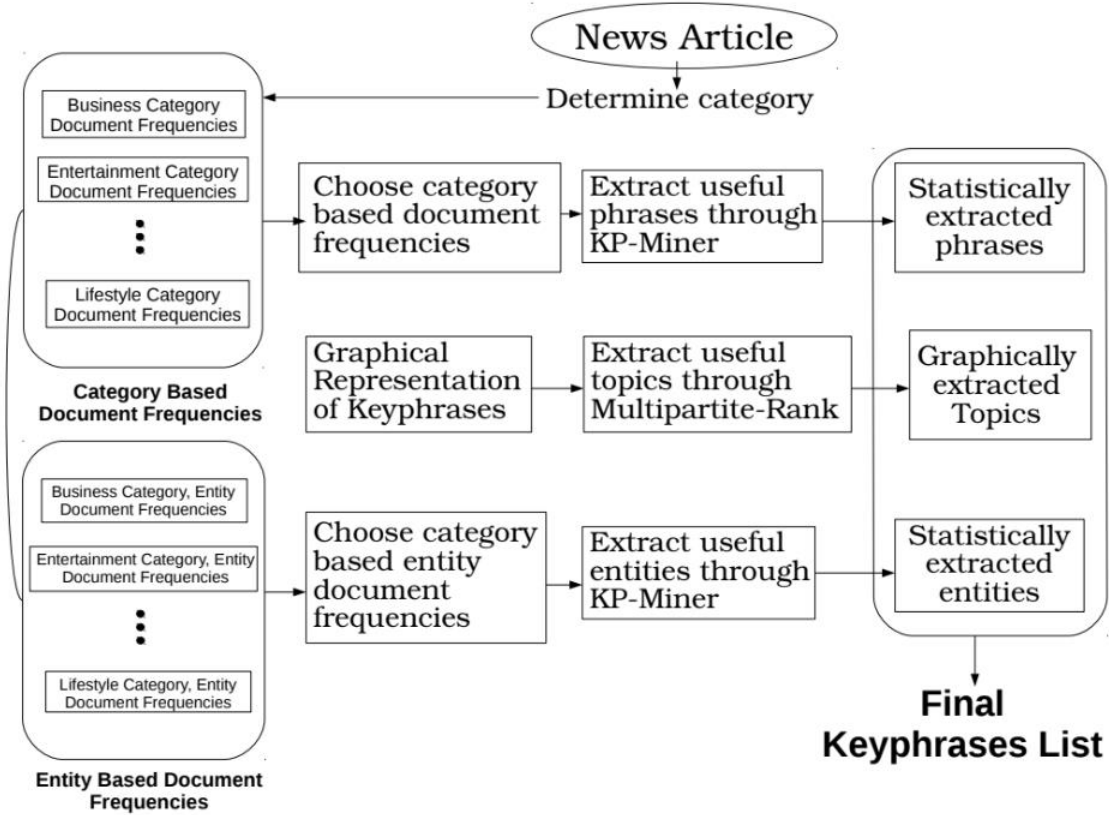 News Article
Determine category
Business Category
Document Frequencies
Entertainment Category
Document Frequencies
Lifestyle Category
Document Frequencies
Category Based
Document Frequencies
Choose category
based document
frequencies
Extract useful
phrases through
KP-Miner
Statistically
extracted
phrases
Graphical
Representation
of Keyphrases
Extract useful
topics through
Multipartite-Rank
Graphically
extracted
Topics
Business Category, Entity
Document Frequencies
Entertainment Category, Entity
Document Frequencies
Lifestyle Category, Entity
Document Frequencies
Entity Based Document
Frequencies
Choose category
based entity
document
frequencies
Extract useful
entities through
KP-Miner
Statistically
extracted
entities
Final
Keyphrases List